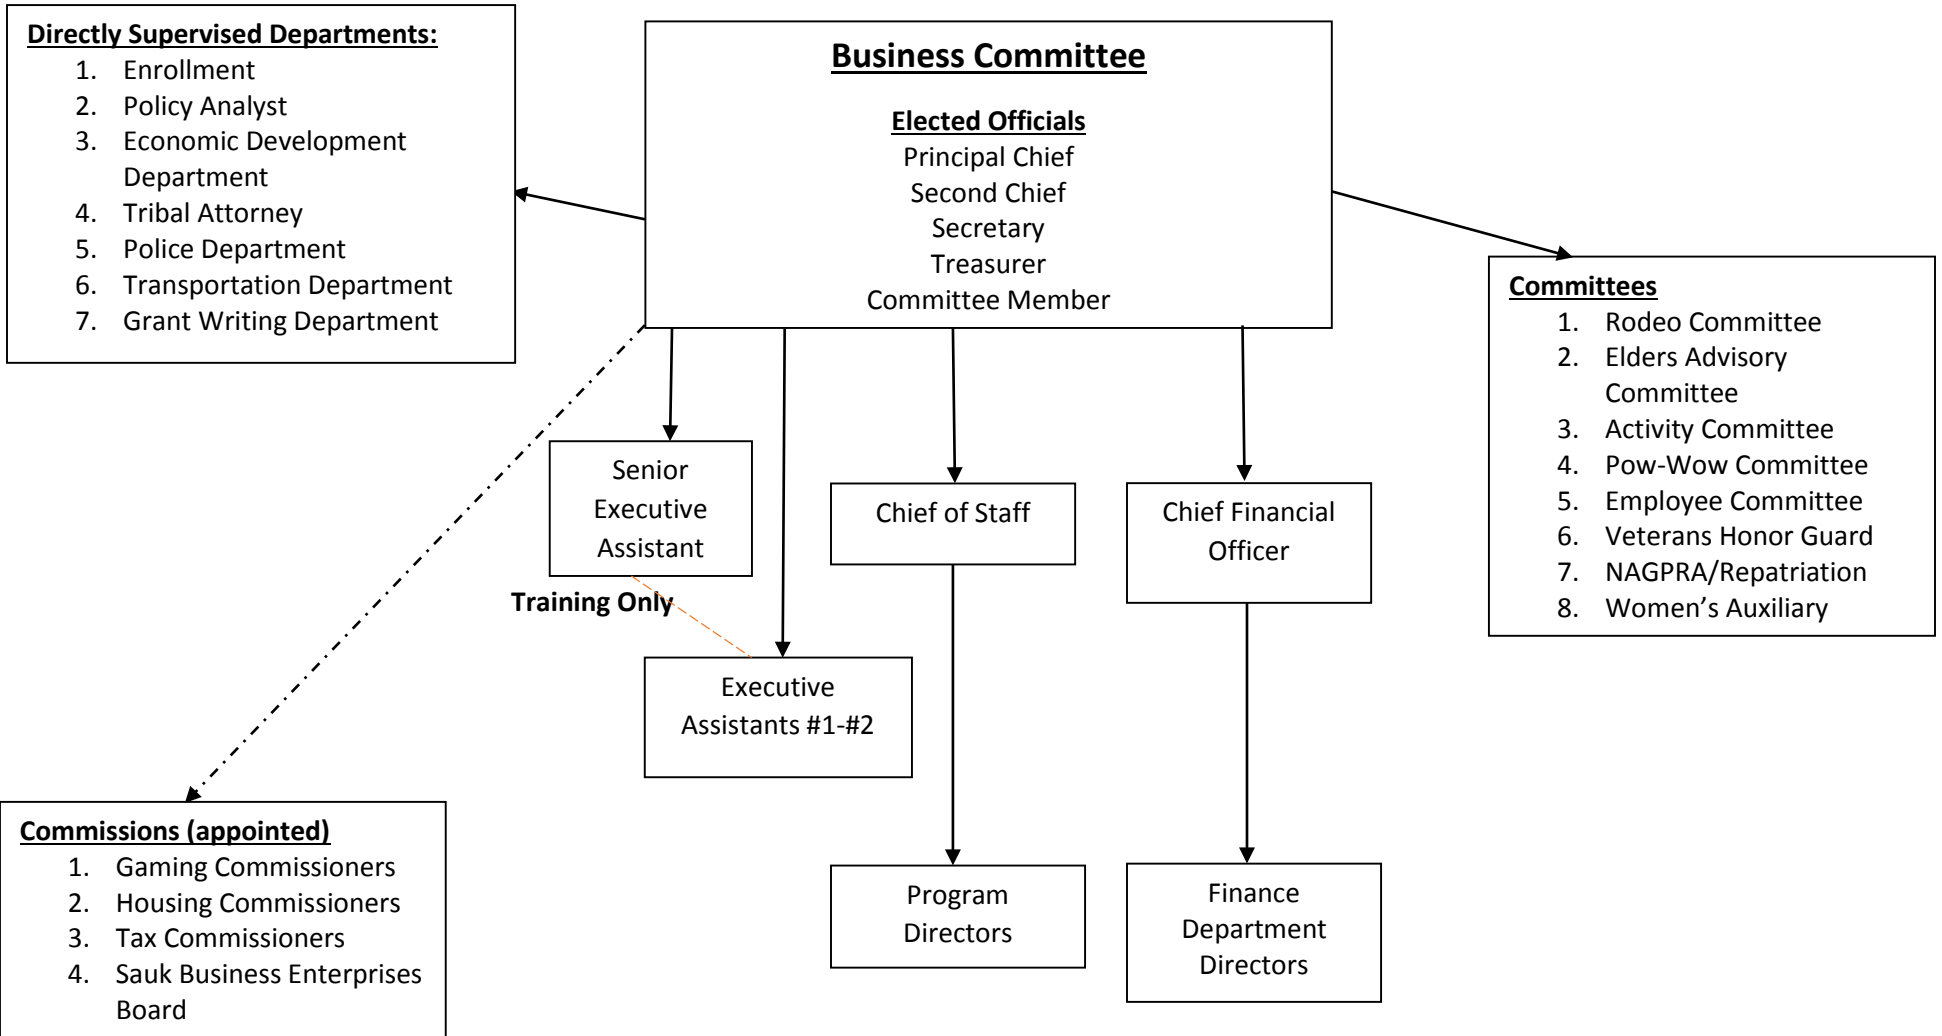 Directly Supervised Departments:
1. Enrollment
2. Policy Analyst
3. Economic Development
Department
4. Tribal Attorney
5. Police Department
6. Transportation Department
7. Grant Writing Department
Business Committee
Elected Officials
Principal Chief
Second Chief
Secretary
Treasurer
Committee Member
Committees
1. Rodeo Committee
2. Elders Advisory
Committee
3. Activity Committee
4. Pow-Wow Committee
5. Employee Committee
6. Veterans Honor Guard
7. NAGPRA/Repatriation
8. Women’s Auxiliary
Senior
Executive
Assistant
Training Only
Executive
Assistants #1-#2
Chief of Staff
Chief Financial
Officer
Program
Directors
Finance
Department
Directors
Commissions (appointed)
1. Gaming Commissioners
2. Housing Commissioners
3. Tax Commissioners
4. Sauk Business Enterprises
Board